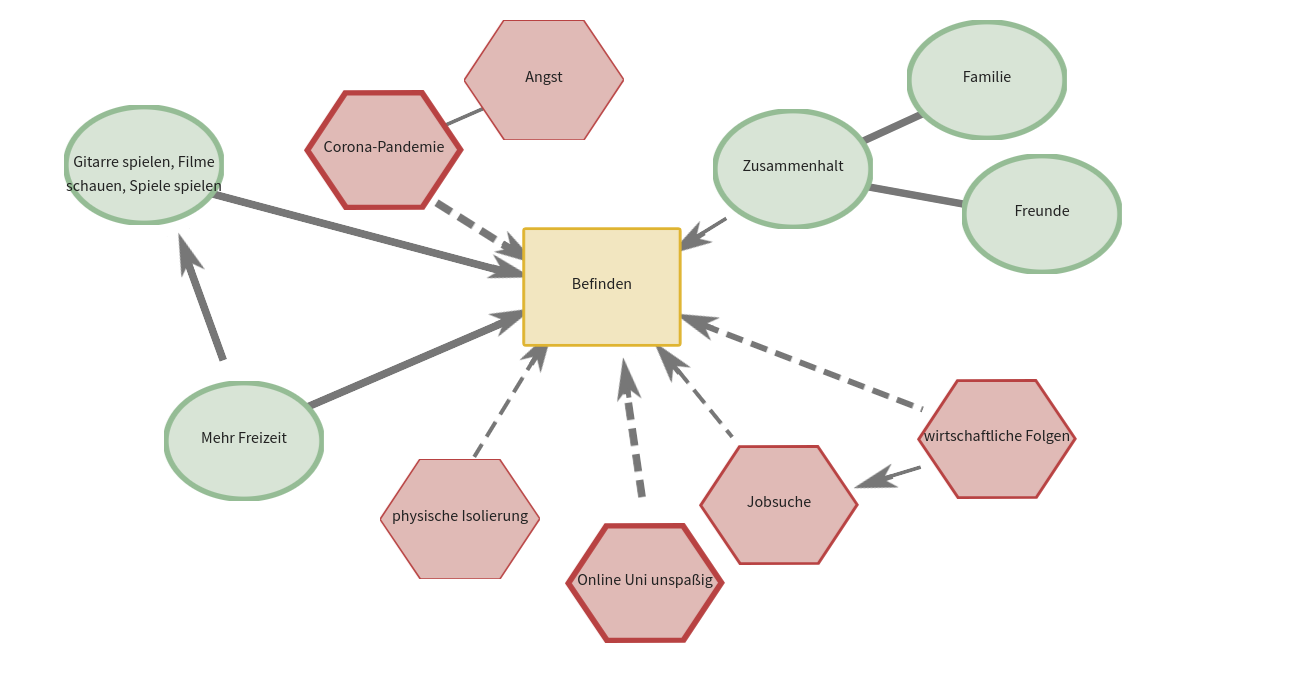 Angst
Familie
Corona-Pandemie
Gitarre spielen, Filme
schauen, Spiele spielen
Zusammenhalt
Freunde
Befinden
Mehr Freizeit
wirtschaftliche Folgen
Jobsuche
physische Isolierung
Online Uni unspaßig